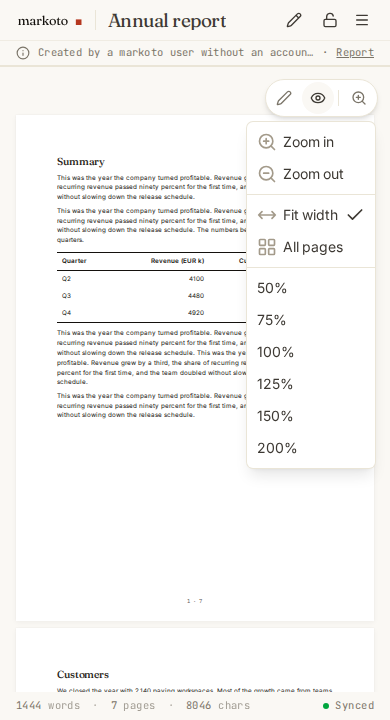 markoto
Annual report
Created by a markoto user without an accoun… · Report
Zoom in
Zoom out
Fit width
All pages
50%
75%
100%
125%
150%
200%
Summary
This was the year the company turned profitable. Revenue
recurring revenue passed ninety percent for the first time,
without slowing down the release schedule.
This was the year the company turned profitable. Revenue
recurring revenue passed ninety percent for the first time,
without slowing down the release schedule. The numbers
quarters.
Quarter Revenue (EUR k)
Q2 4100
Q3 4480
Q4 4920
This was the year the company turned profitable. Revenue
recurring revenue passed ninety percent for the first time,
without slowing down the release schedule. This was the
profitable. Revenue grew by a third, the share of recurring
percent for the first time, and the team doubled without
schedule.
This was the year the company turned profitable. Revenue
recurring revenue passed ninety percent for the first time,
without slowing down the release schedule.
1 - 7
Customers
We closed the year with 2140 paying workspaces. Most of the growth came from teams
1444 words · 7 pages · 8046 chars
Synced